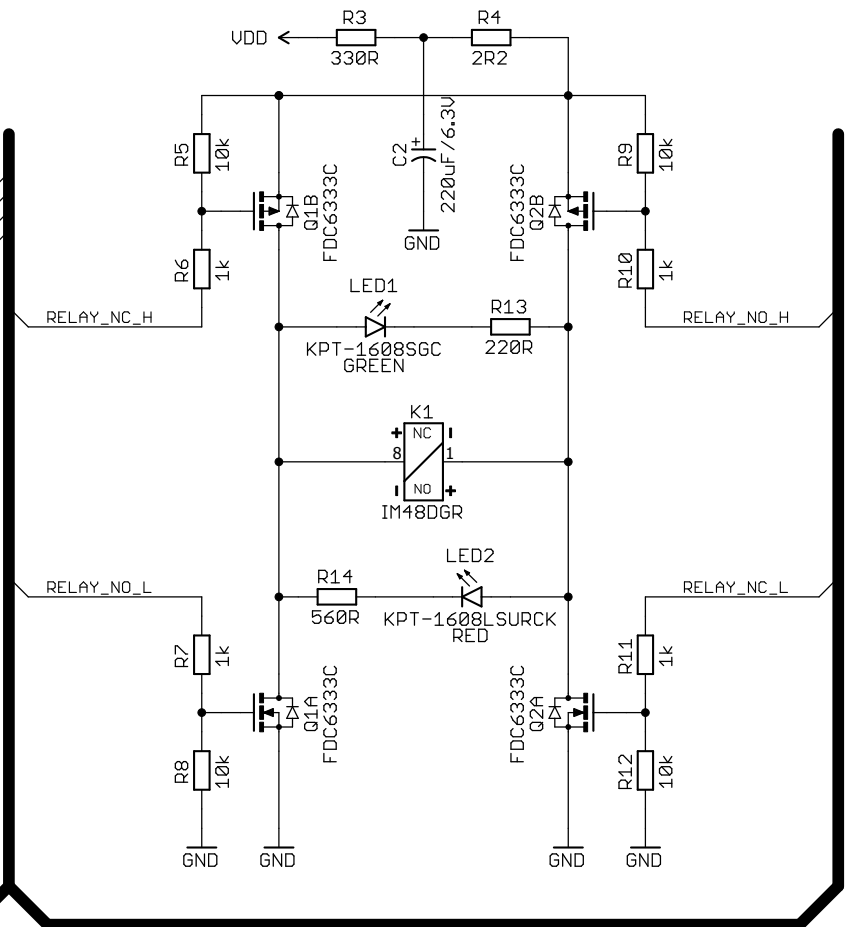 R3
R4
VDD
330R
2R2
R5
10k
C2
+
220uF/6.3V
R9
10k
Q1B
FDC6333C
FDC6333C
Q2B
GND
R6
1k
R10
1k
LED1
RELAY_NC_H
R13
RELAY_NO_H
KPT-1608SGC
220R
GREEN
K1
+ NC -
8
1
- NO +
IM48DGR
LED2
RELAY_NO_L
R14
RELAY_NC_L
560R
KPT-1608LSURCK
RED
R7
1k
R11
1k
Q1A
FDC6333C
FDC6333C
Q2A
R8
10k
R12
10k
GND
GND
GND
GND